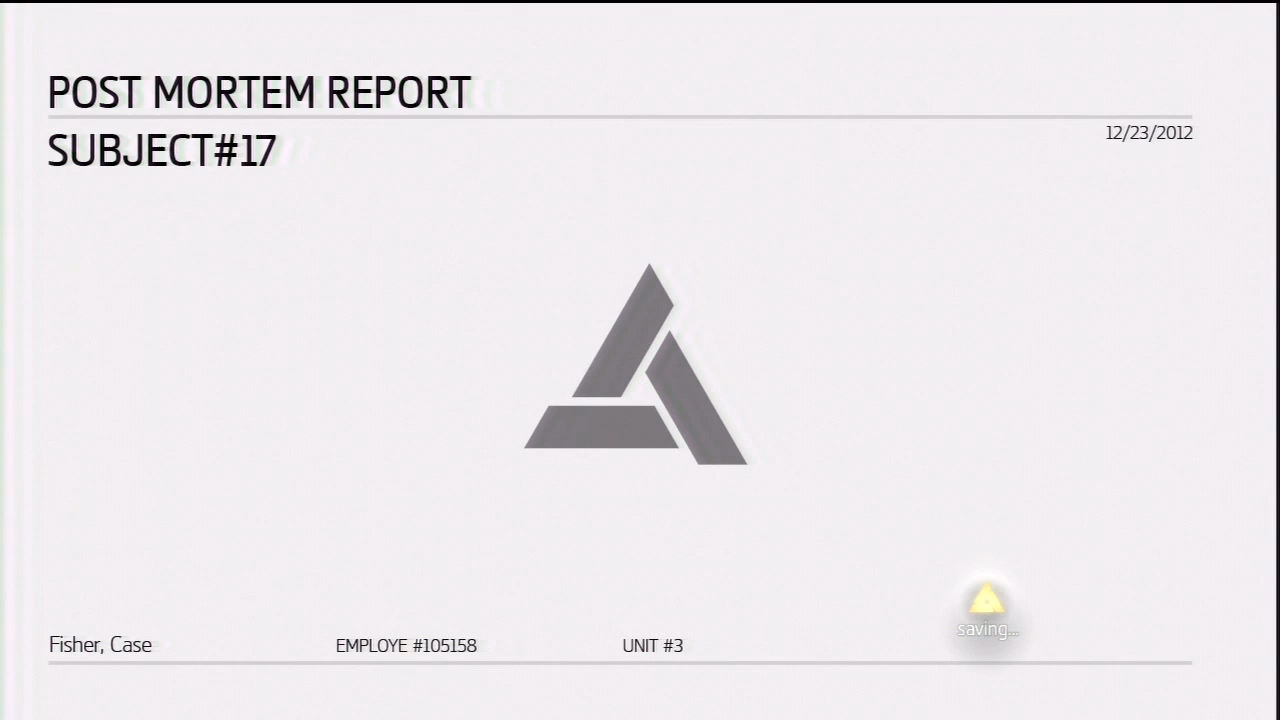 POST MORTEM REPORT
SUBJECT#17
12/23/2012
Fisher, Case
EMPLOYE #105158
UNIT #3
saving...